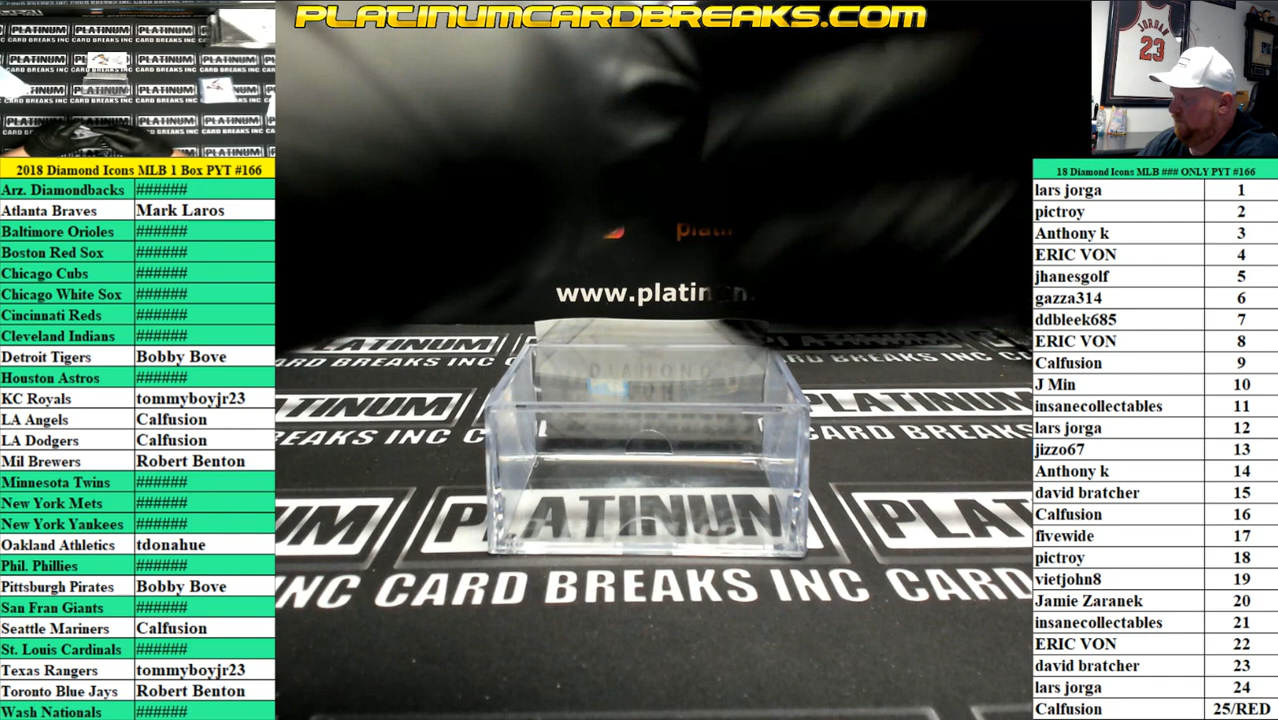 PLATINUMCARDBREAKS.COM
2018 Diamond Icons MLB 1 Box PYT #166
Arz. Diamondbacks ######
Atlanta Braves Mark Laros
Baltimore Orioles ######
Boston Red Sox ######
Chicago Cubs ######
Chicago White Sox ######
Cincinnati Reds ######
Cleveland Indians ######
Detroit Tigers Bobby Bove
Houston Astros ######
KC Royals tommyboyjr23
LA Angels Calfusion
LA Dodgers Calfusion
Mil Brewers Robert Benton
Minnesota Twins ######
New York Mets ######
New York Yankees ######
Oakland Athletics tdonahue
Phil. Phillies ######
Pittsburgh Pirates Bobby Bove
San Fran Giants ######
Seattle Mariners Calfusion
St. Louis Cardinals ######
Texas Rangers tommyboyjr23
Toronto Blue Jays Robert Benton
Wash Nationals ######
www.platin
PLATINUM
CARD BREAKS INC
PLATINUM
CARD BREAKS INC
JORDAN
23
18 Diamond Icons MLB ### ONLY PYT #166
lars jorga 1
pictroy 2
Anthony k 3
ERIC VON 4
jhanesgolf 5
gazza314 6
ddbleek685 7
ERIC VON 8
Calfusion 9
J Min 10
insanecollectables 11
lars jorga 12
jizzo67 13
Anthony k 14
david bratcher 15
Calfusion 16
fivewide 17
pictroy 18
vietjohn8 19
Jamie Zaranek 20
insanecollectables 21
ERIC VON 22
david bratcher 23
lars jorga 24
Calfusion 25/RED